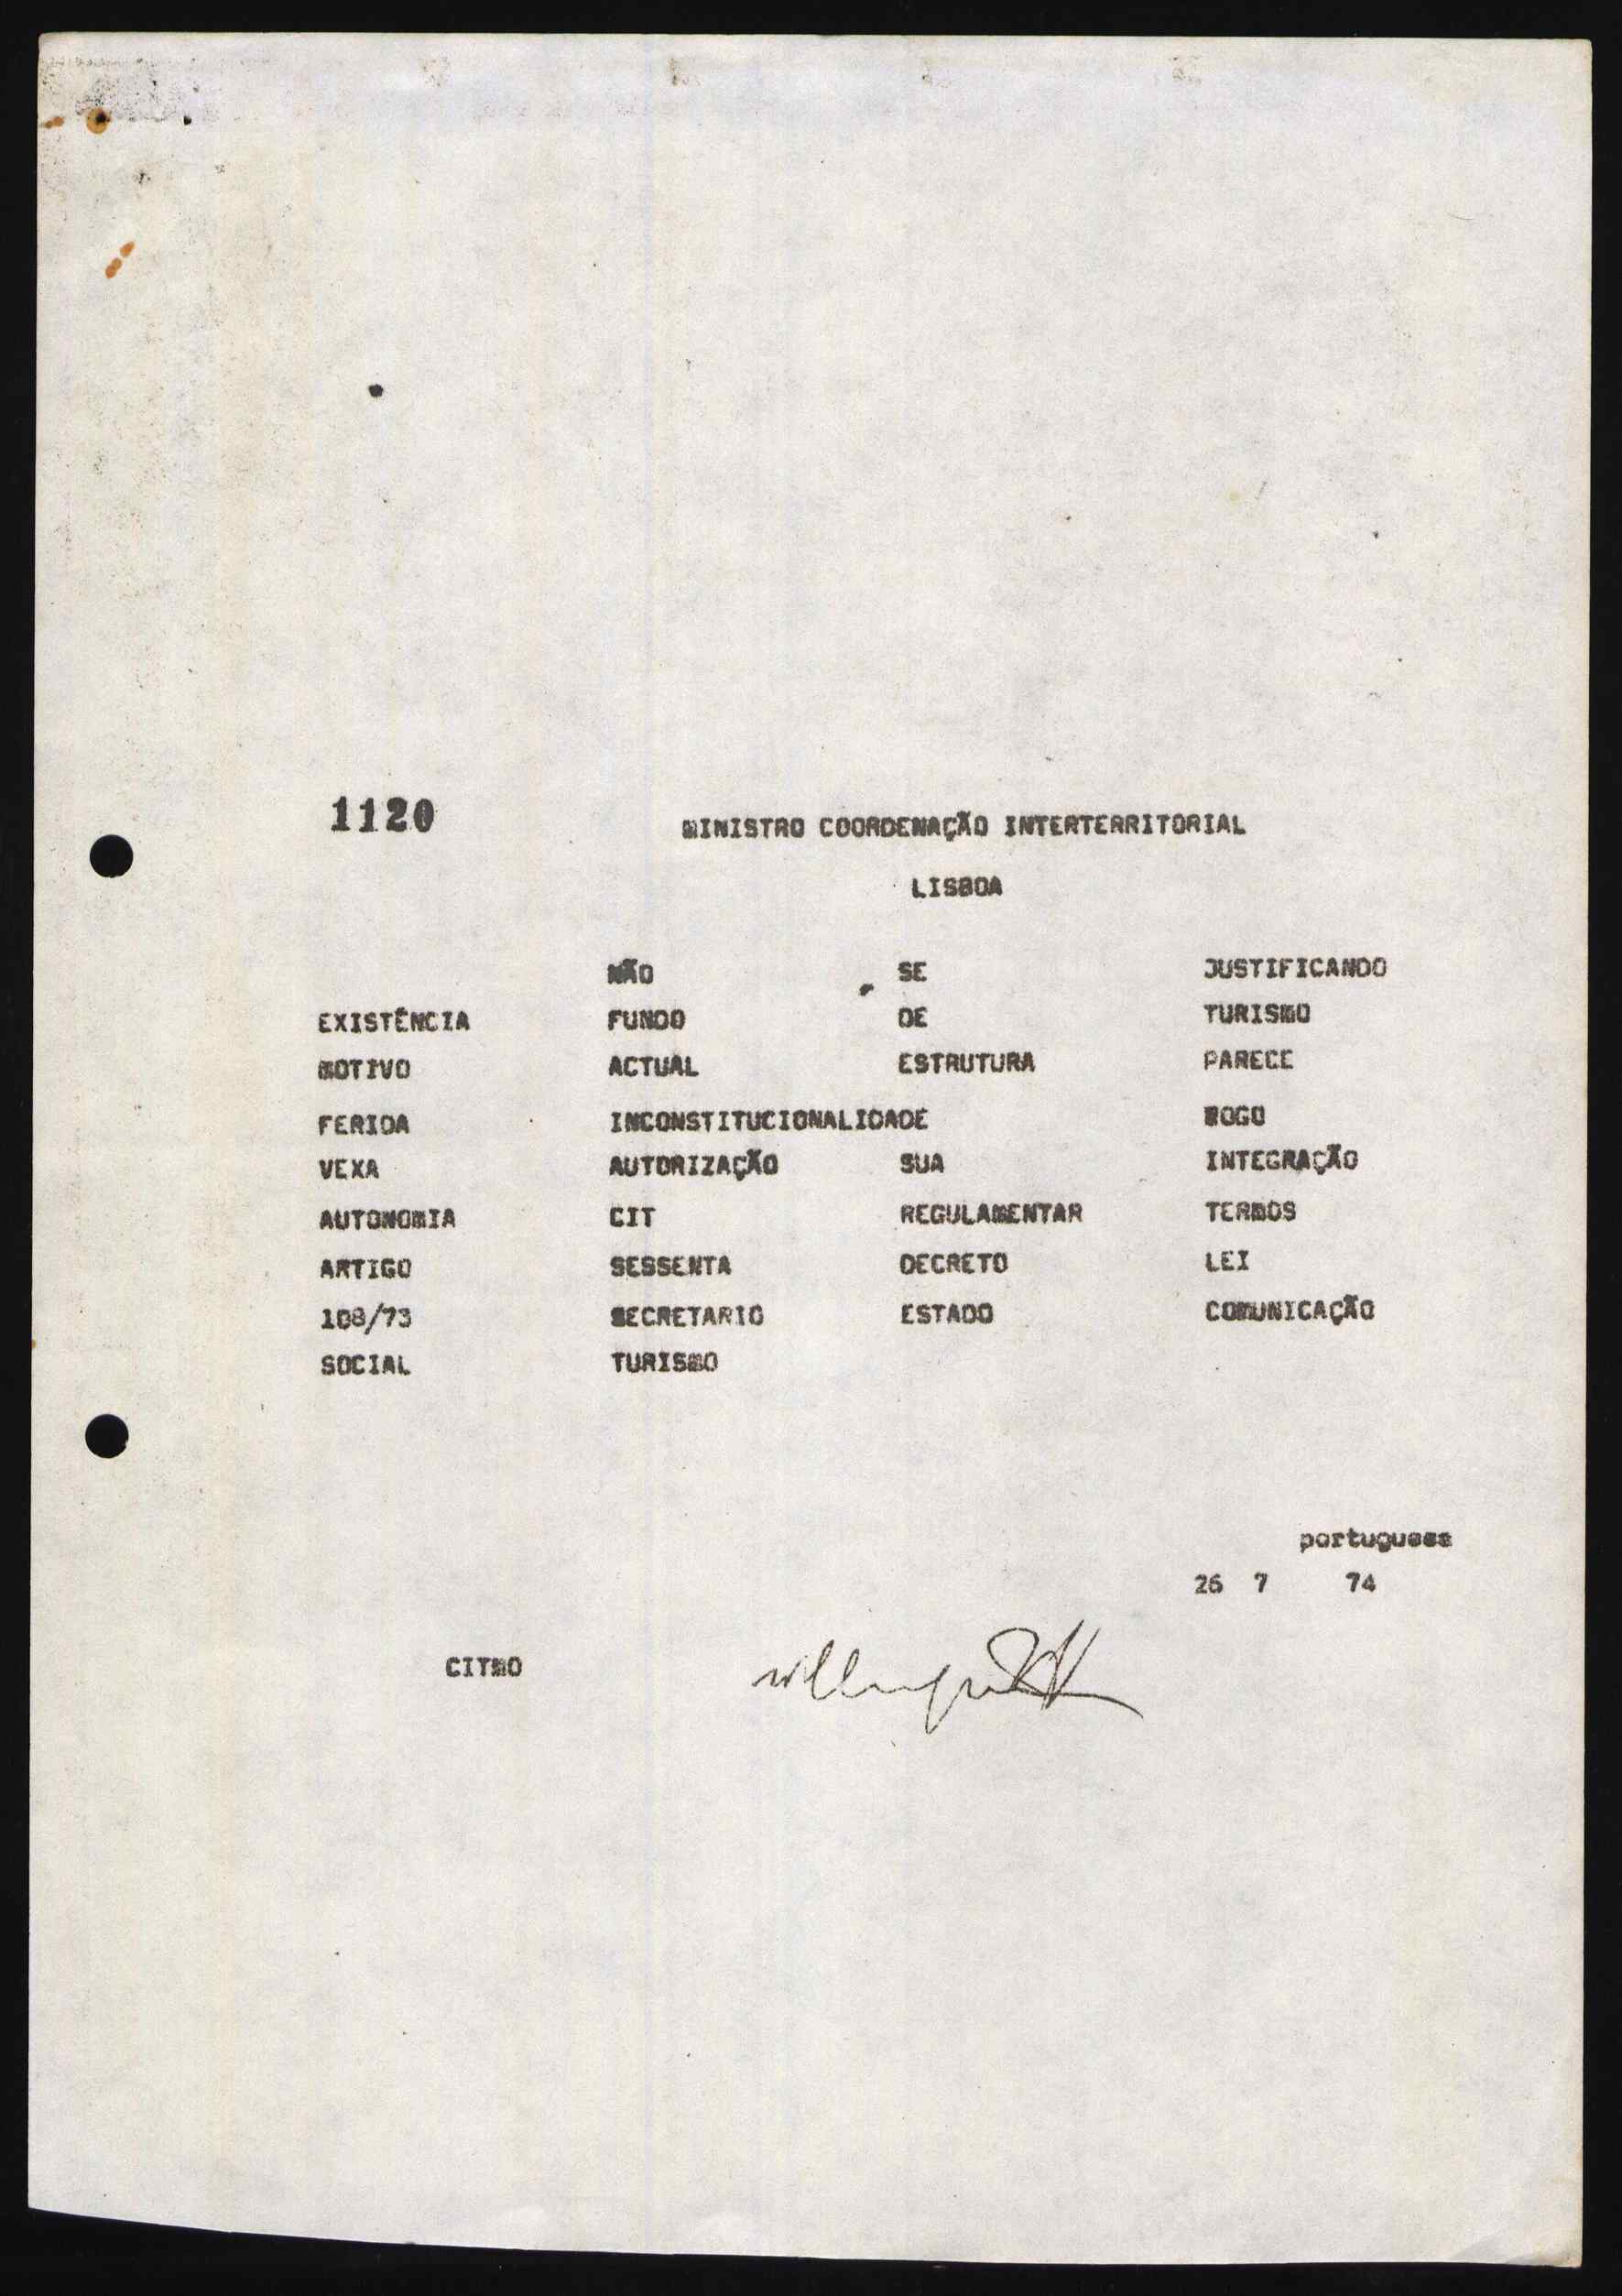 1120 MINISTRO COORDENAÇÃO INTERTERRITORIAL
LISBOA
NÃO SE JUSTIFICANDO
EXISTÊNCIA FUNDO DE TURISMO
MOTIVO ACTUAL ESTRUTURA PARECE
FERIDA INCONSTITUCIONALIDADE ROGO
VEXA AUTORIZAÇÃO SUA INTEGRAÇÃO
AUTONOMIA CIT REGULAMENTAR TERMOS
ARTIGO SESSENTA DECRETO LEI
108/73 SECRETARIO ESTADO COMUNICAÇÃO
SOCIAL TURISMO
portuguesa
26 7 74
CITMO